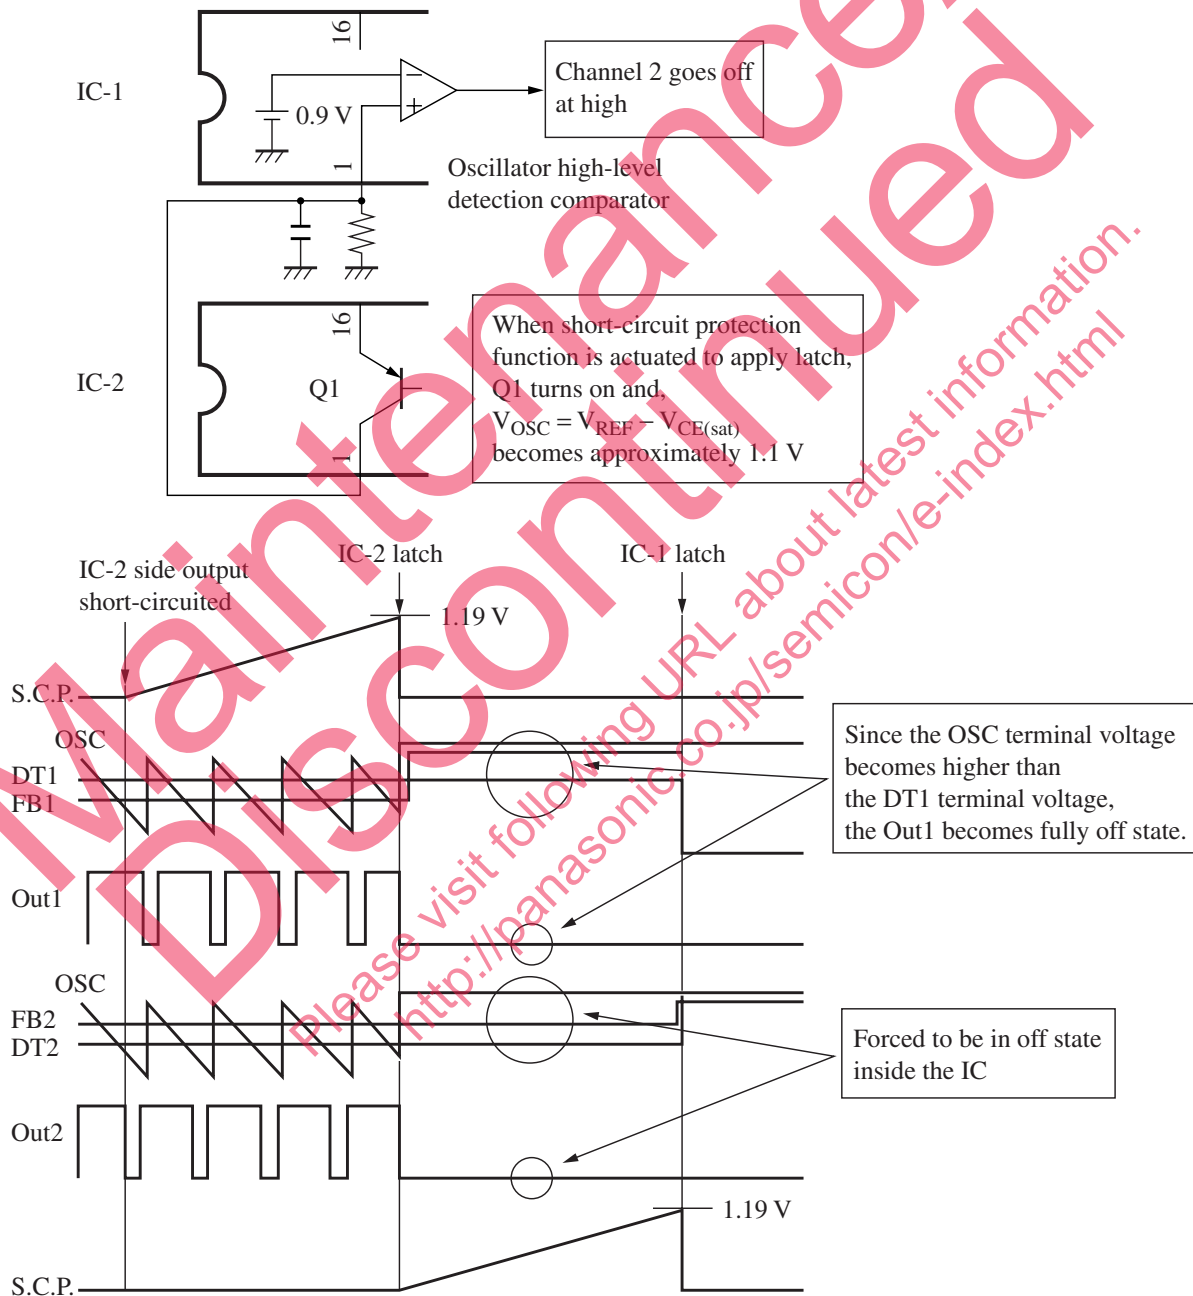 16
IC-1
0.9 V
1
Channel 2 goes off
at high
Oscillator high-level
detection comparator
16
IC-2
Q1
1
When short-circuit protection
function is actuated to apply latch,
Q1 turns on and,
VOSC = VREF − VCE(sat)
becomes approximately 1.1 V
IC-2 side output
short-circuited
IC-2 latch
IC-1 latch
1.19 V
S.C.P.
OSC
DT1
FB1
Since the OSC terminal voltage
becomes higher than
the DT1 terminal voltage,
the Out1 becomes fully off state.
Out1
OSC
FB2
DT2
Forced to be in off state
inside the IC
Out2
1.19 V
S.C.P.
Maintenance
Discontinued
Please visit following URL about latest information.
http://panasonic.co.jp/semicon/e-index.html